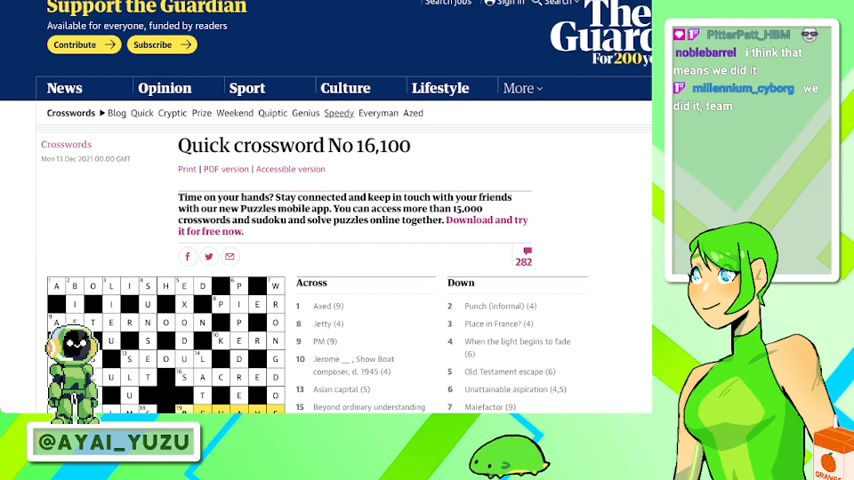 Support the Guardian
Available for everyone, funded by readers
Contribute →
Subscribe →
Search jobs
Sign in
Search
The
Guar
For 200 ye
News
Opinion
Sport
Culture
Lifestyle
More
Crosswords ▶ Blog Quick Cryptic Prize Weekend Quiptic Genius Speedy Everyman Azed
Crosswords
Mon 13 Dec 2021 00.00 GMT
Quick crossword No 16,100
Print | PDF version | Accessible version
Time on your hands? Stay connected and keep in touch with your friends
with our new Puzzles mobile app. You can access more than 15,000
crosswords and sudoku and solve puzzles online together. Download and try
it for free now.
282
A B O L I S H E D P W
I I U X P I E R
A T E R N O O N P O
U S D K E R N
S E O U L D G
U L T S A C R E D
U T E
Across
1 Axed (9)
8 Jetty (4)
9 PM (9)
10 Jerome __, Show Boat
composer, d. 1945 (4)
13 Asian capital (5)
15 Beyond ordinary understanding
Down
2 Punch (informal) (4)
3 Place in France? (4)
4 When the light begins to fade
(6)
5 Old Testament escape (6)
6 Unattainable aspiration (4,5)
7 Malefactor (9)
PitterPatt_HBM
noblebarrel i think that
means we did it
millennium_cyborg we
did it, team
@AYAI_YUZU
ORANGE